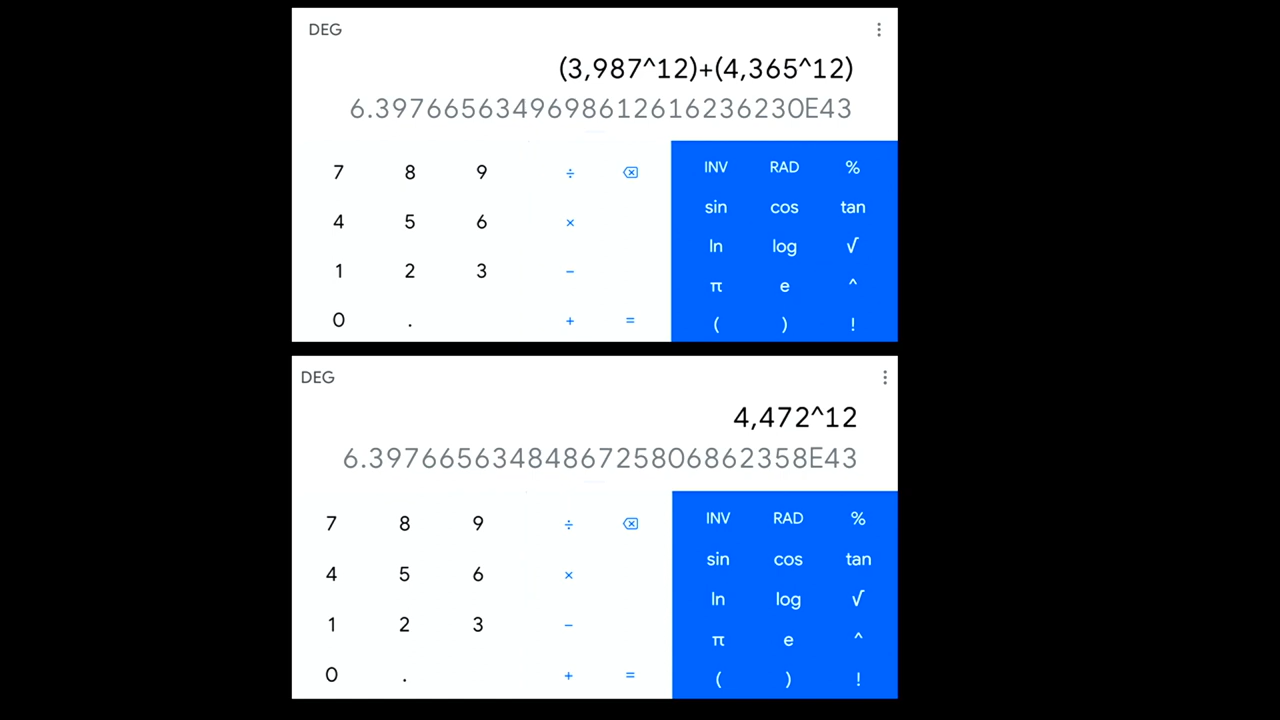 DEG
(3,987^12)+(4,365^12)
6.3976656349698612616236230E43
7 8 9 ÷ INV RAD %
4 5 6 × sin cos tan
ln log √
1 2 3 − π e ^
0 . + = ( ) !
DEG
4,472^12
6.3976656348486725806862358E43
7 8 9 ÷ INV RAD %
4 5 6 × sin cos tan
ln log √
1 2 3 − π e ^
0 . + = ( ) !